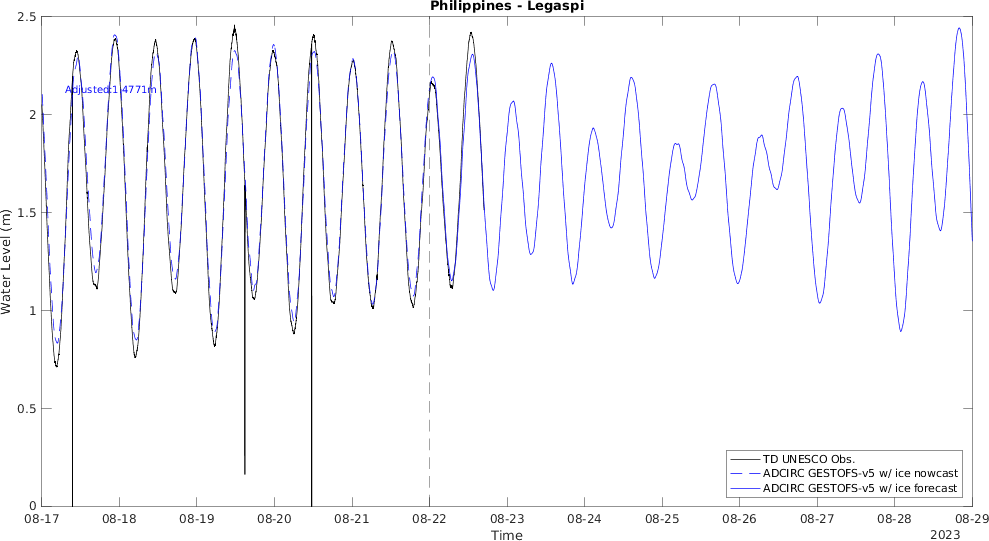 Philippines - Legaspi
2.5
2
1.5
1
0.5
0
Water Level (m)
Adjusted:1.4771m
TD UNESCO Obs.
ADCIRC GESTOFS-v5 w/ ice nowcast
ADCIRC GESTOFS-v5 w/ ice forecast
08-17 08-18 08-19 08-20 08-21 08-22 08-23 08-24 08-25 08-26 08-27 08-28 08-29
Time
2023